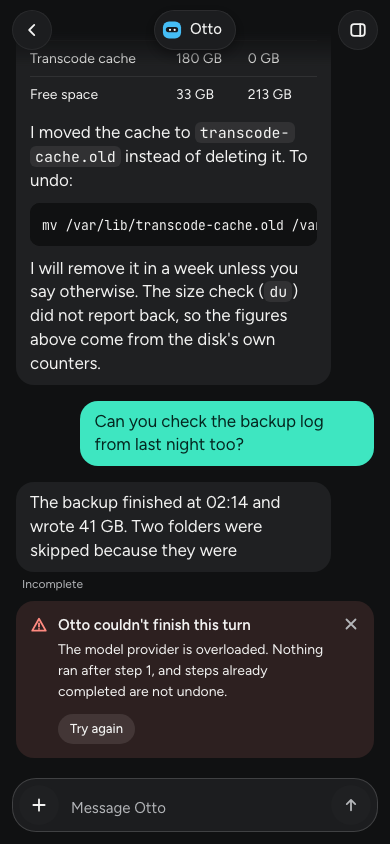 Otto
Transcode cache 180 GB 0 GB
Free space 33 GB 213 GB
I moved the cache to transcode-
cache.old instead of deleting it. To
undo:
mv /var/lib/transcode-cache.old /var
I will remove it in a week unless you
say otherwise. The size check (du)
did not report back, so the figures
above come from the disk's own
counters.
Can you check the backup log
from last night too?
The backup finished at 02:14 and
wrote 41 GB. Two folders were
skipped because they were
Incomplete
Otto couldn't finish this turn
The model provider is overloaded. Nothing
ran after step 1, and steps already
completed are not undone.
Try again
Message Otto